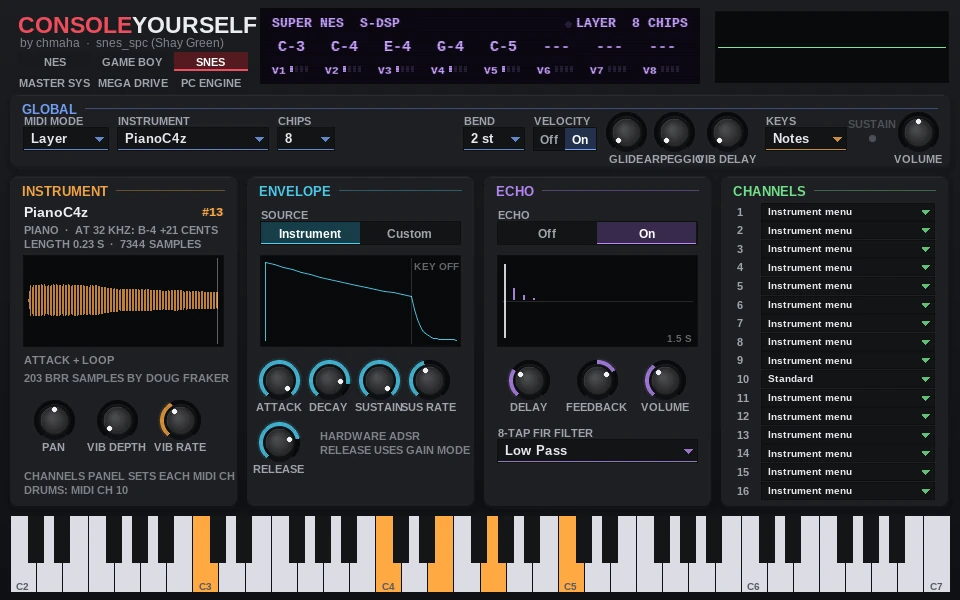 CONSOLEYOURSELF
by chmaha · snes_spc (Shay Green)
NES GAME BOY SNES
MASTER SYS MEGA DRIVE PC ENGINE
SUPER NES S-DSP LAYER 8 CHIPS
C-3 C-4 E-4 G-4 C-5 --- --- ---
V1 V2 V3 V4 V5 V6 V7 V8
GLOBAL
MIDI MODE INSTRUMENT CHIPS BEND VELOCITY KEYS SUSTAIN
Layer PianoC4z 8 2 st Off On Notes
GLIDE ARPEGGIO VIB DELAY VOLUME
INSTRUMENT
PianoC4z #13
PIANO · AT 32 KHZ: B-4 +21 CENTS
LENGTH 0.23 S · 7344 SAMPLES
ATTACK + LOOP
203 BRR SAMPLES BY DOUG FRAKER
PAN VIB DEPTH VIB RATE
CHANNELS PANEL SETS EACH MIDI CH
DRUMS: MIDI CH 10
ENVELOPE
SOURCE
Instrument Custom
KEY OFF
ATTACK DECAY SUSTAIN SUS RATE
RELEASE
HARDWARE ADSR
RELEASE USES GAIN MODE
ECHO
ECHO
Off On
1.5 S
DELAY FEEDBACK VOLUME
8-TAP FIR FILTER
Low Pass
CHANNELS
1 Instrument menu
2 Instrument menu
3 Instrument menu
4 Instrument menu
5 Instrument menu
6 Instrument menu
7 Instrument menu
8 Instrument menu
9 Instrument menu
10 Standard
11 Instrument menu
12 Instrument menu
13 Instrument menu
14 Instrument menu
15 Instrument menu
16 Instrument menu
C2 C3 C4 C5 C6 C7